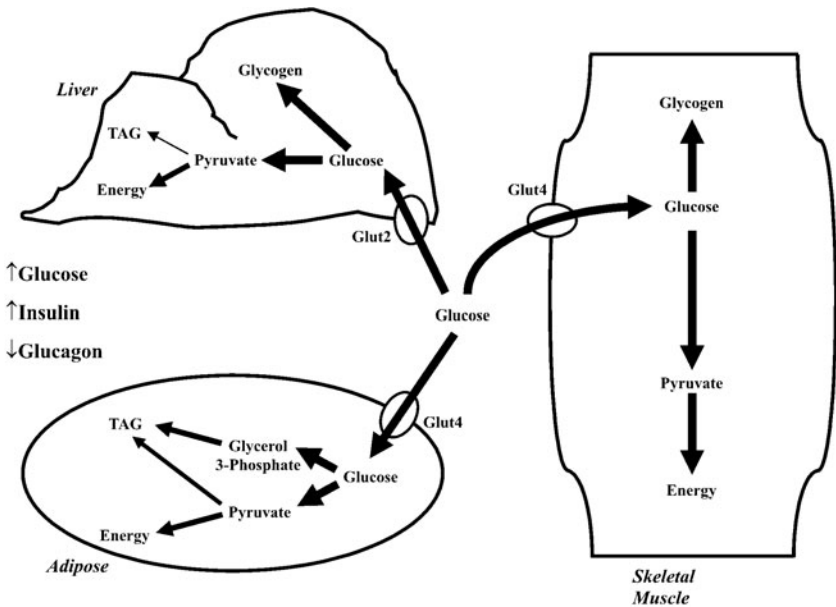 Liver
Glycogen
TAG
Pyruvate
Glucose
Energy
Glut2
↑Glucose
↑Insulin
↓Glucagon
Glucose
Glut4
Glycogen
Glucose
Pyruvate
Energy
Skeletal
Muscle
Glut4
TAG
Glycerol
3-Phosphate
Glucose
Pyruvate
Energy
Adipose